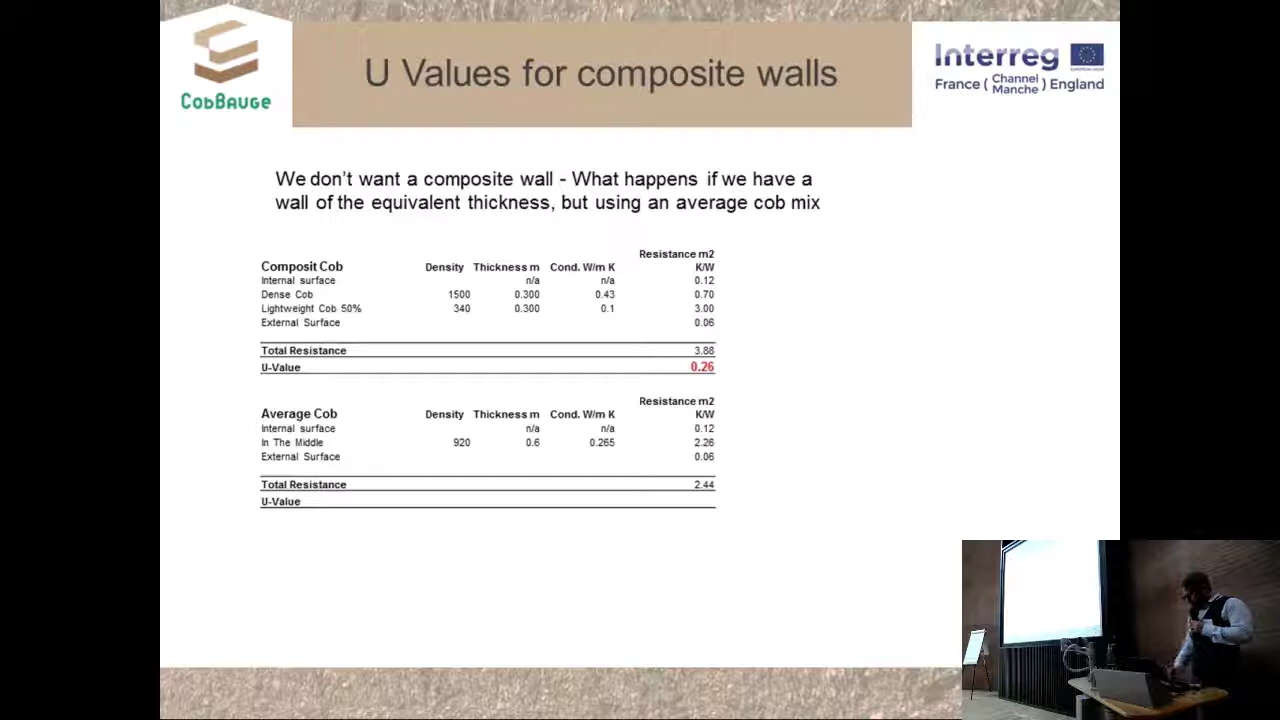 U Values for composite walls
CobBauge
Interreg
EUROPEAN UNION
France ( Channel Manche ) England
We don't want a composite wall - What happens if we have a
wall of the equivalent thickness, but using an average cob mix
Resistance m2
Composit Cob Density Thickness m Cond. W/m K K/W
Internal surface n/a n/a 0.12
Dense Cob 1500 0.300 0.43 0.70
Lightweight Cob 50% 340 0.300 0.1 3.00
External Surface 0.06
Total Resistance 3.88
U-Value 0.26
Resistance m2
Average Cob Density Thickness m Cond. W/m K K/W
Internal surface n/a n/a 0.12
In The Middle 920 0.6 0.265 2.26
External Surface 0.06
Total Resistance 2.44
U-Value